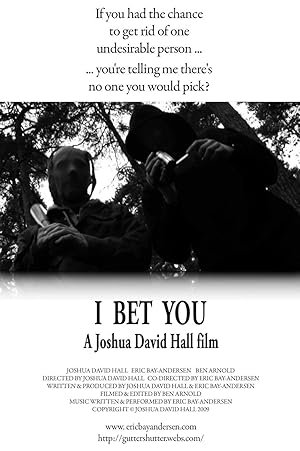 If you had the chance
to get rid of one
undesirable person ...
... you're telling me there's
no one you would pick?
I BET YOU
A Joshua David Hall film
JOSHUA DAVID HALL ERIC BAY-ANDERSEN BEN ARNOLD
DIRECTED BY JOSHUA DAVID HALL CO DIRECTED BY ERIC BAY-ANDERSEN
WRITTEN & PRODUCED BY JOSHUA DAVID HALL & ERIC BAY-ANDERSEN
FILMED & EDITED BY BEN ARNOLD
MUSIC WRITTEN & PERFORMED BY ERIC BAY-ANDERSEN
COPYRIGHT © JOSHUA DAVID HALL 2009
www.ericbayandersen.com
http://guttershutter.webs.com/